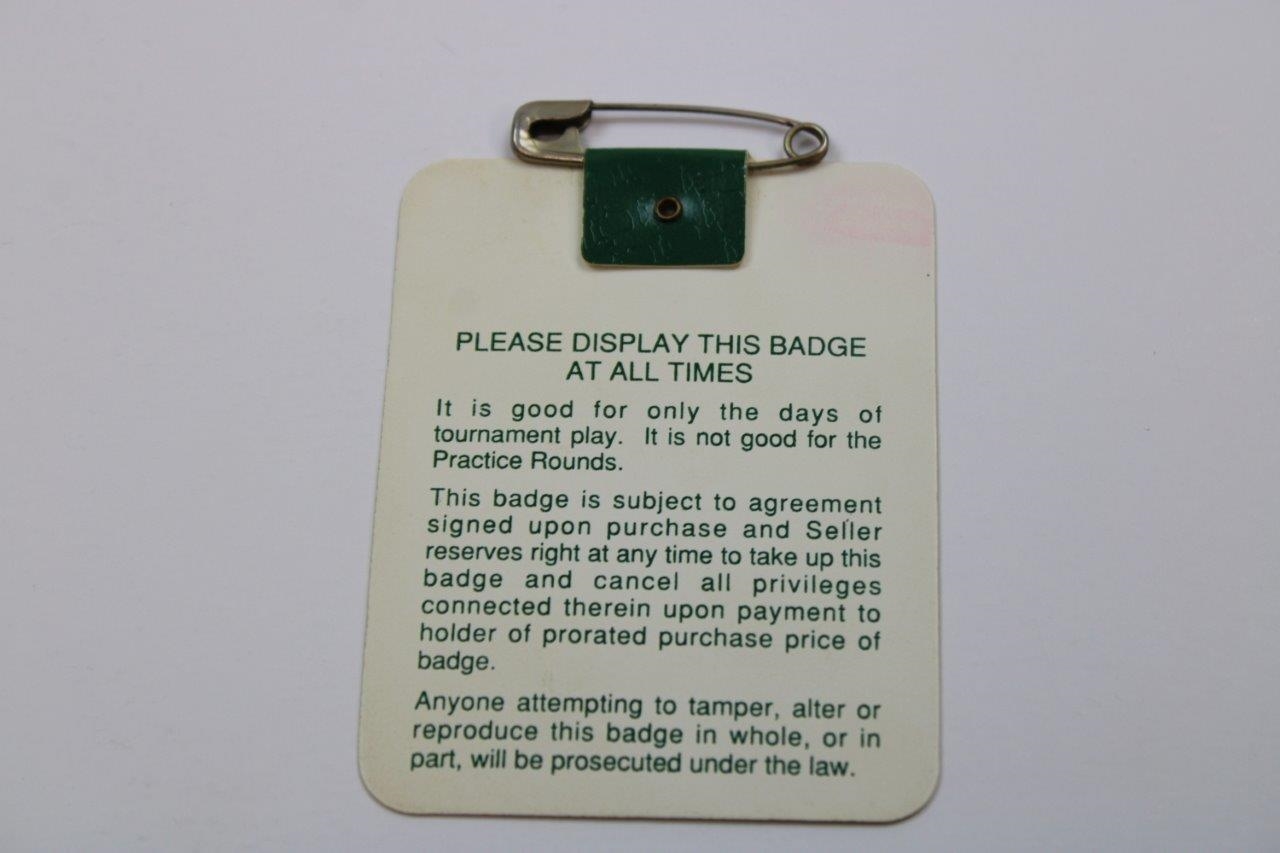 PLEASE DISPLAY THIS BADGE
AT ALL TIMES
It is good for only the days of
tournament play. It is not good for the
Practice Rounds.
This badge is subject to agreement
signed upon purchase and Seller
reserves right at any time to take up this
badge and cancel all privileges
connected therein upon payment to
holder of prorated purchase price of
badge.
Anyone attempting to tamper, alter or
reproduce this badge in whole, or in
part, will be prosecuted under the law.